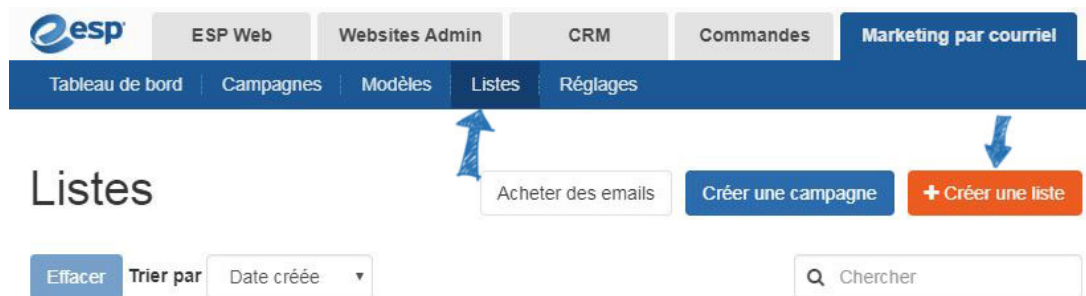 esp ESP Web Websites Admin CRM Commandes Marketing par courriel
Tableau de bord Campagnes Modèles Listes Réglages
Listes Acheter des emails Créer une campagne + Créer une liste
Effacer Trier par Date créée Chercher